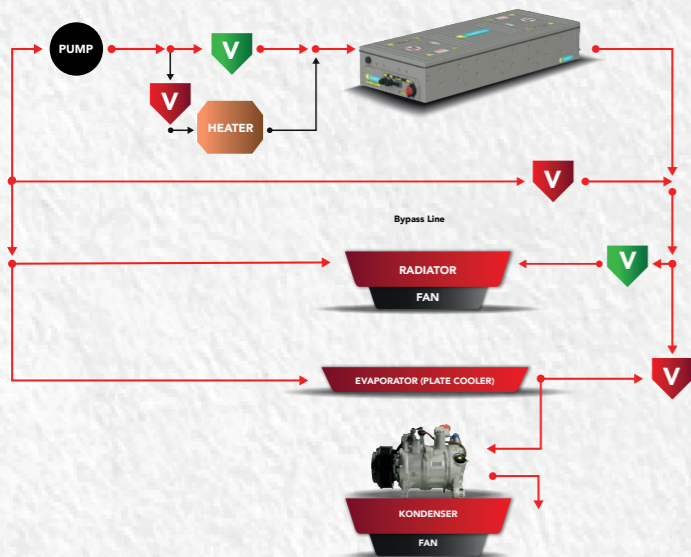 PUMP
V
V
HEATER
V
Bypass Line
RADIATOR
V
FAN
EVAPORATOR (PLATE COOLER)
V
KONDENSER
FAN